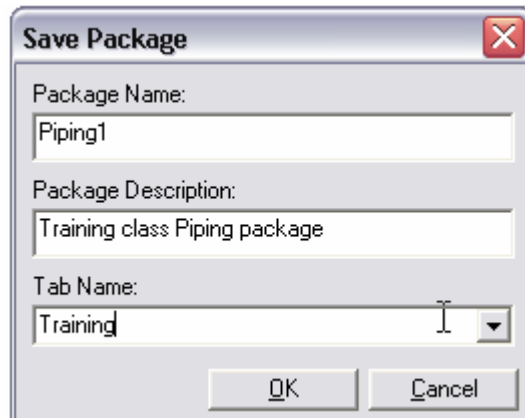 Save Package
Package Name:
Piping1
Package Description:
Training class Piping package
Tab Name:
Training
OK Cancel